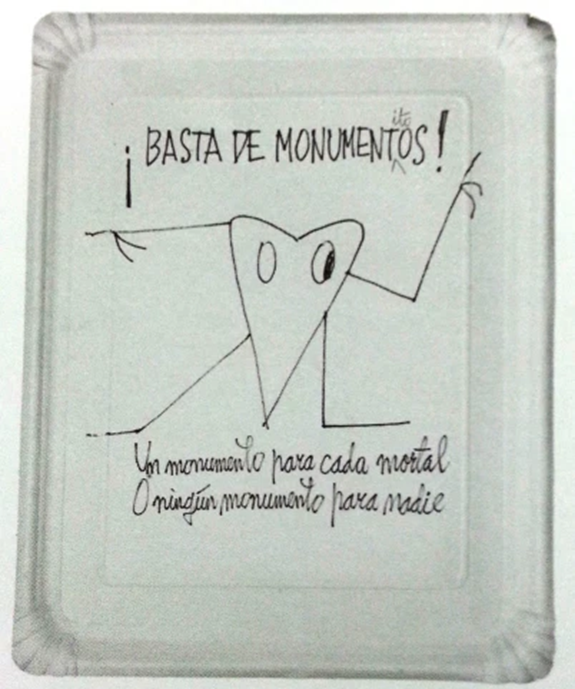 ito
¡BASTA DE MONUMENTOS!
Un monumento para cada mortal
O ningún monumento para nadie